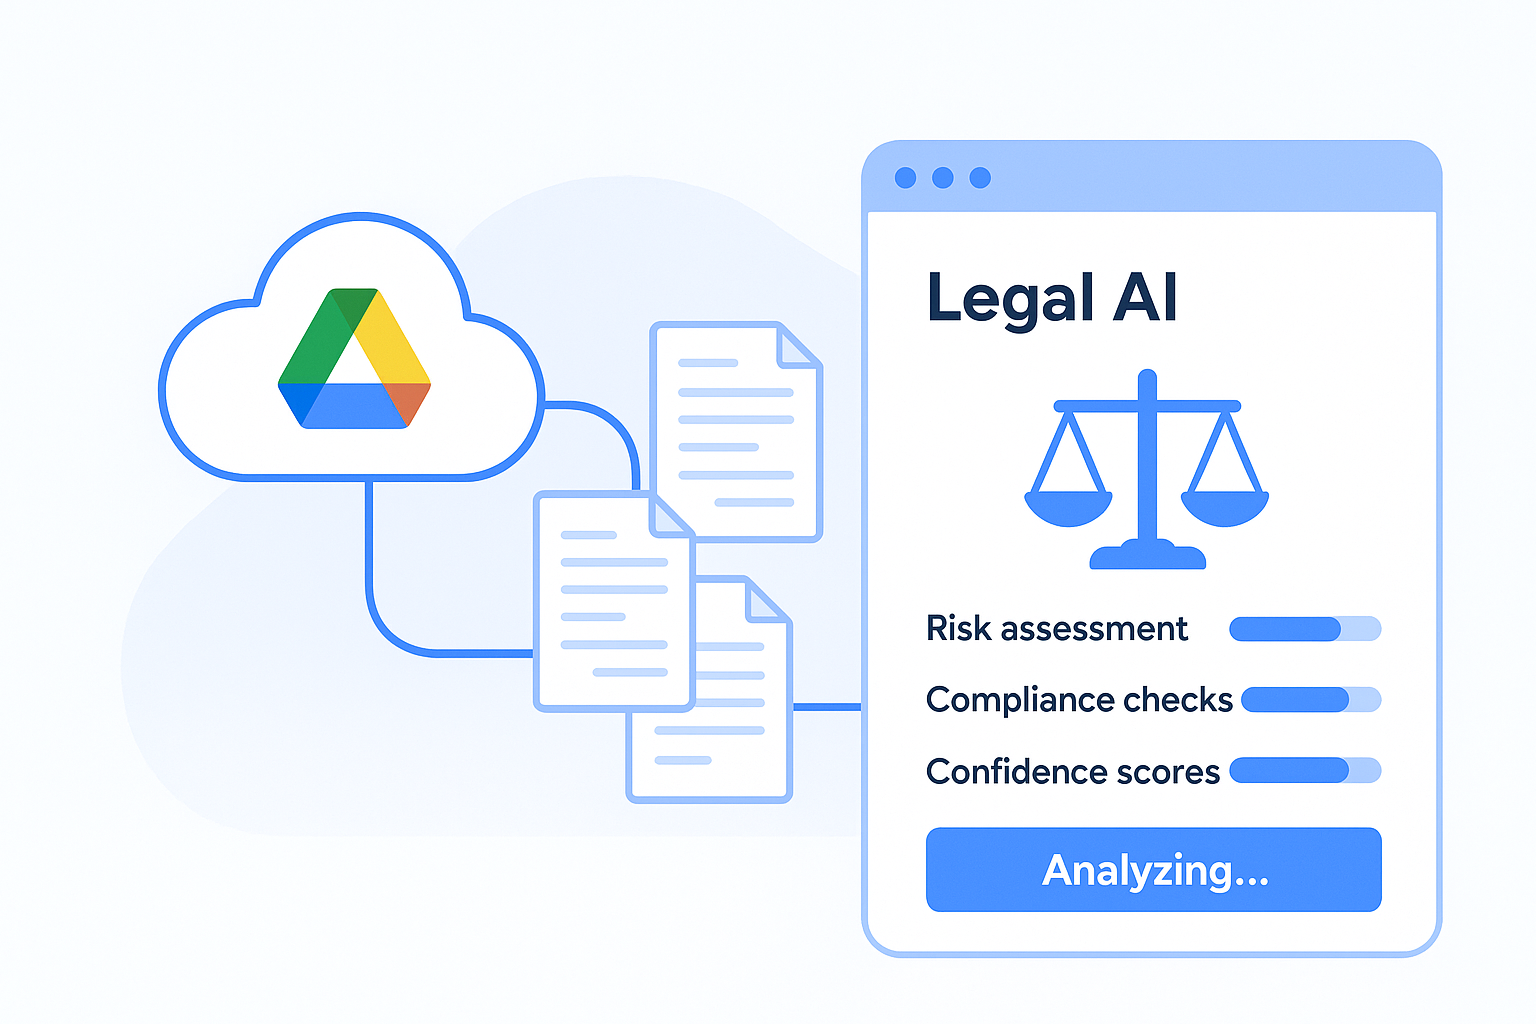 Legal AI
Risk assessment
Compliance checks
Confidence scores
Analyzing...